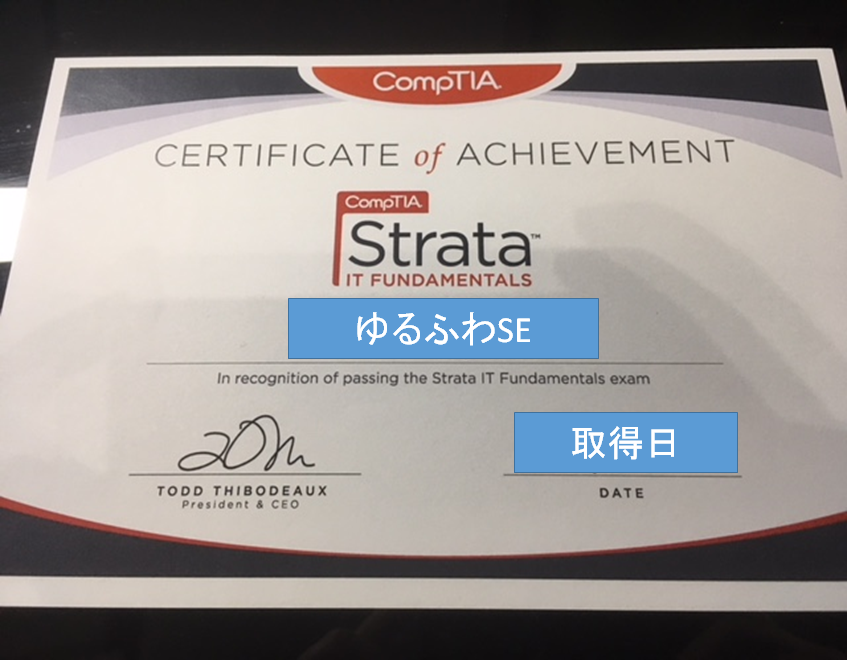 CompTIA.
CERTIFICATE of ACHIEVEMENT
CompTIA.
Strata™
IT FUNDAMENTALS
ゆるふわSE
In recognition of passing the Strata IT Fundamentals exam
取得日
TODD THIBODEAUX
President & CEO
DATE